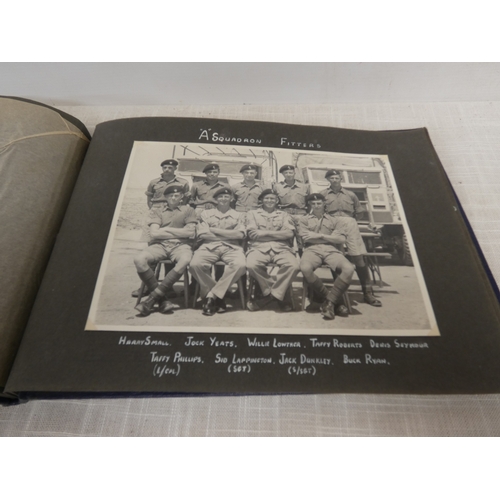 "A" SQUADRON FITTERS
HARRY SMALL. JOCK YEATS. WILLIE LOWTHER. TAFFY ROBERTS DENIS SEYMOUR
TAFFY PHILLIPS. SID LAPPINGTON. JACK DUNKLEY. BUCK RYAN.
(L/CPL) (SGT) (S/SGT)